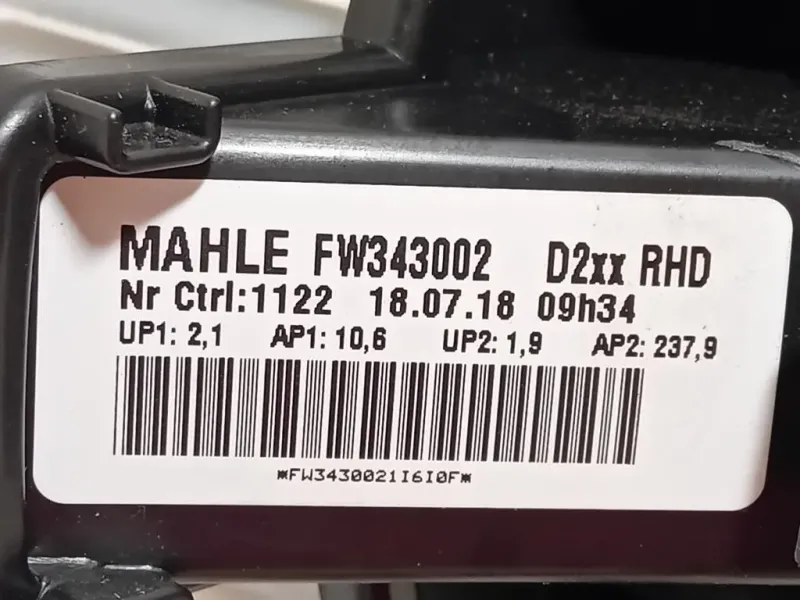 MAHLE FW343002 D2xx RHD
Nr Ctrl:1122 18.07.18 09h34
UP1: 2,1 AP1: 10,6 UP2: 1,9 AP2: 237,9
*FW3430021I6I0F*